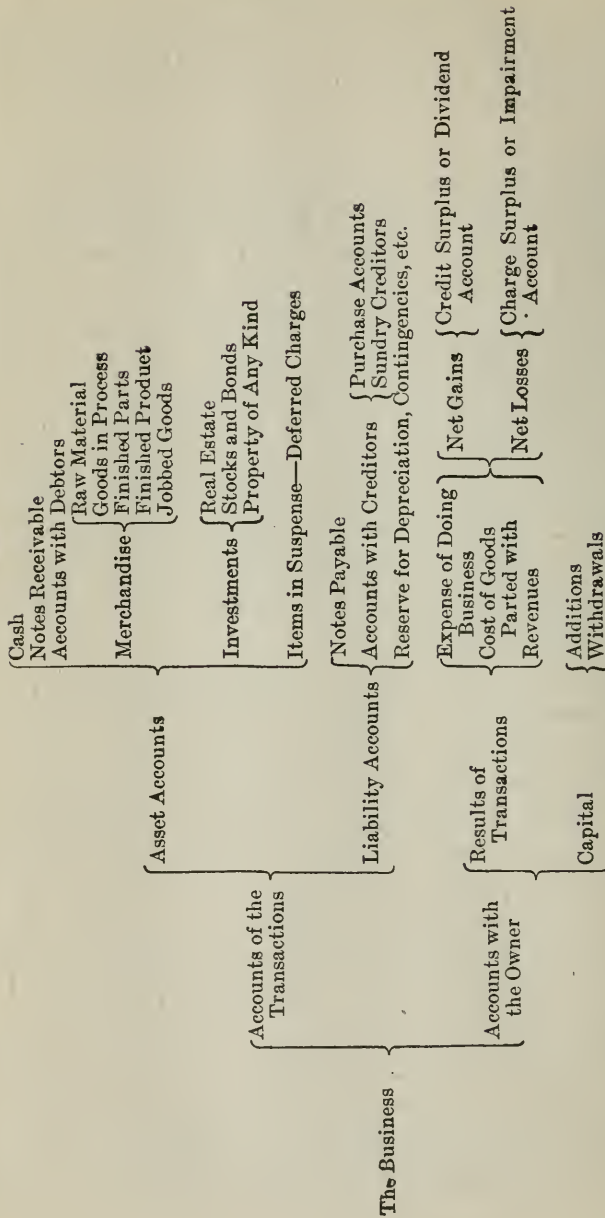 The Business
Accounts of the
Transactions
Asset Accounts
Cash
Notes Receivable
Accounts with Debtors
Merchandise
Raw Material
Goods in Process
Finished Parts
Finished Product
Jobbed Goods
Investments
Real Estate
Stocks and Bonds
Property of Any Kind
Items in Suspense—Deferred Charges
Liability Accounts
Notes Payable
Accounts with Creditors
Purchase Accounts
Sundry Creditors
Reserve for Depreciation, Contingencies, etc.
Accounts with
the Owner
Results of
Transactions
Expense of Doing
Business
Cost of Goods
Parted with
Revenues
Net Gains
Credit Surplus or Dividend
Account
Net Losses
Charge Surplus or Impairment
Account
Capital
Additions
Withdrawals